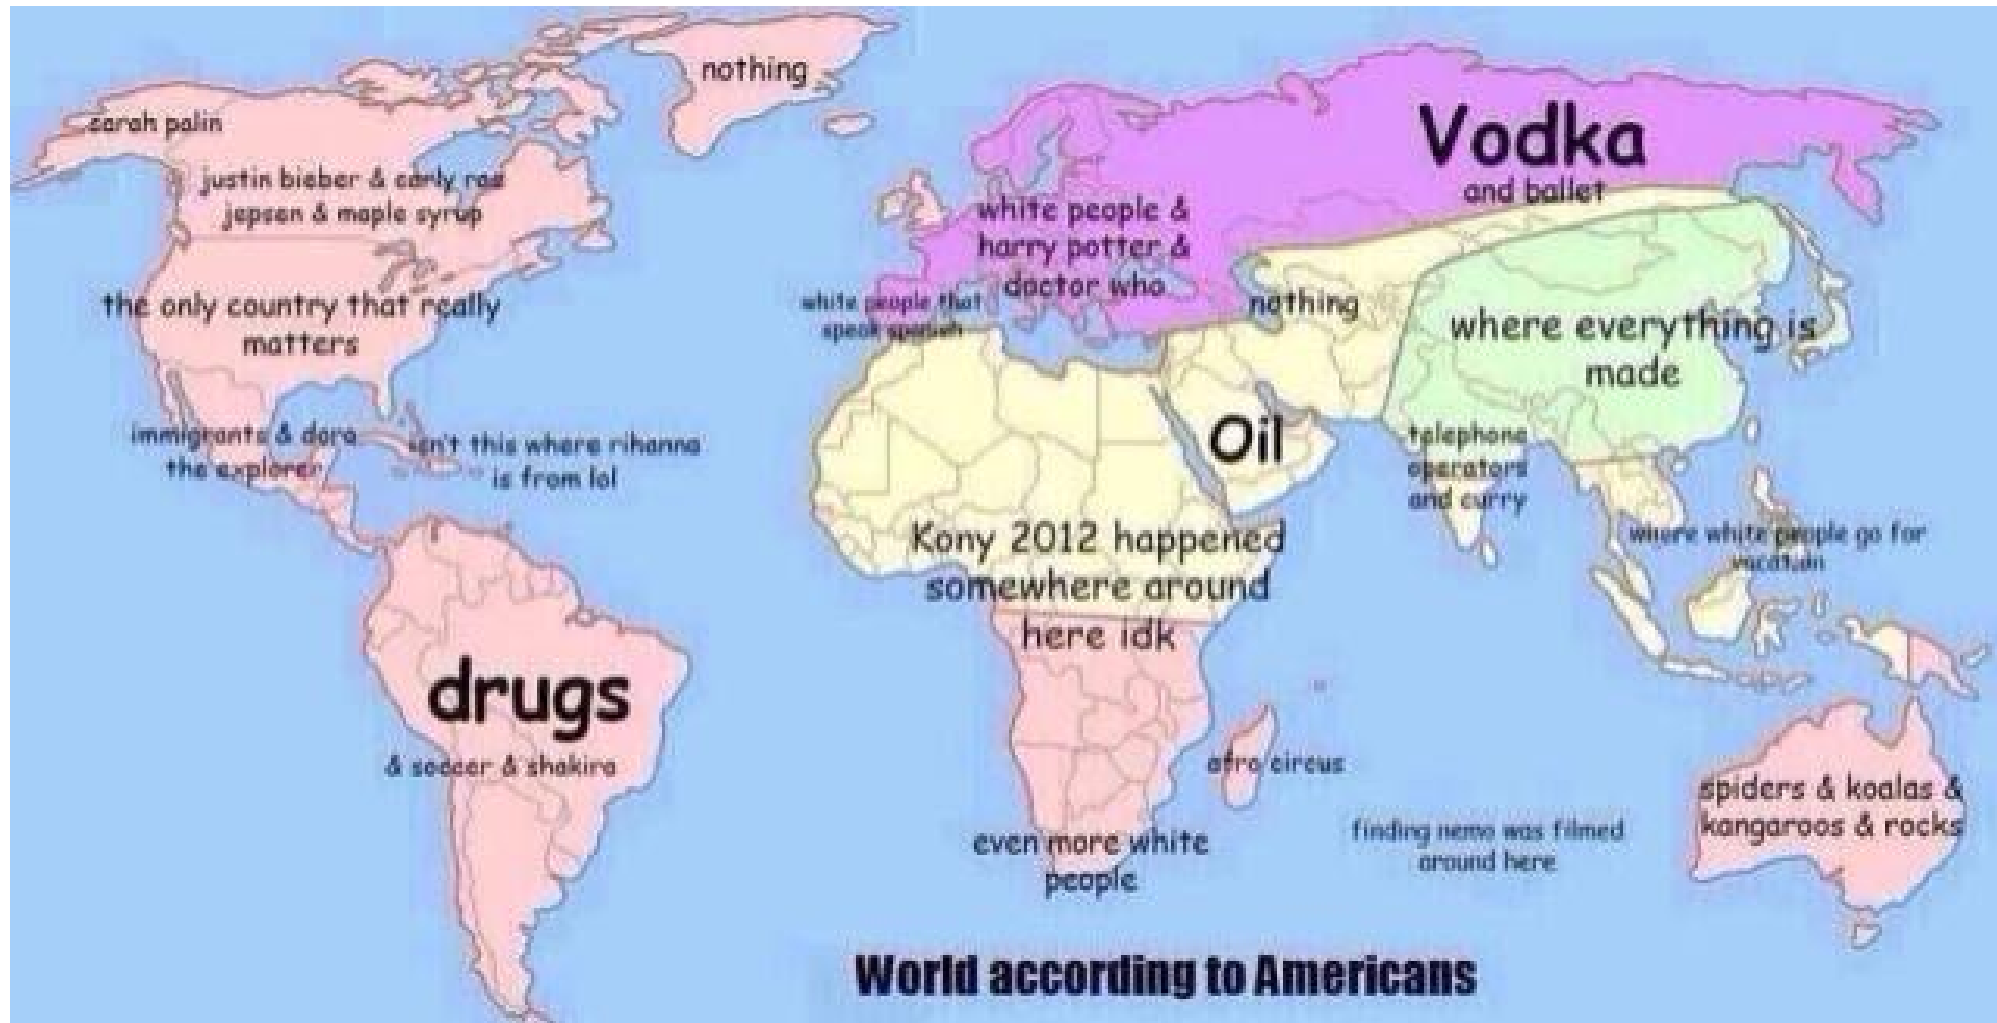 nothing
sarah palin
justin bieber & carly rae
jepsen & maple syrup
the only country that really
matters
immigrants & dora
the explorer
isn't this where rihanna
is from lol
drugs
& soccer & shakira
Vodka
and ballet
white people &
harry potter &
doctor who
white people that
speak spanish
nothing
where everything is
made
Oil
telephone
operators
and curry
Kony 2012 happened
somewhere around
here idk
where white people go for
vacation
afro circus
even more white
people
finding nemo was filmed
around here
spiders & koalas &
kangaroos & rocks
World according to Americans